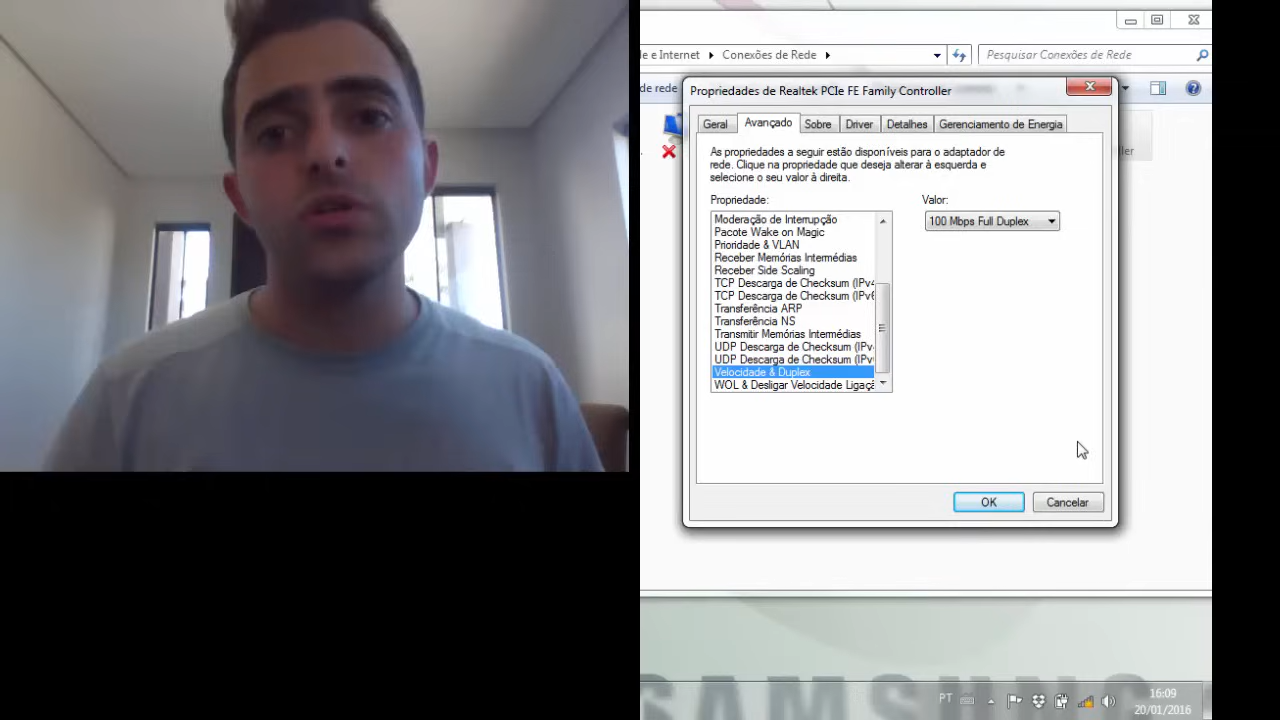 e e Internet ▸ Conexões de Rede ▸
Pesquisar Conexões de Rede
de rede
Propriedades de Realtek PCIe FE Family Controller
Geral Avançado Sobre Driver Detalhes Gerenciamento de Energia
ller
As propriedades a seguir estão disponíveis para o adaptador de
rede. Clique na propriedade que deseja alterar à esquerda e
selecione o seu valor à direita.
Propriedade: Valor:
100 Mbps Full Duplex
Moderação de Interrupção
Pacote Wake on Magic
Prioridade & VLAN
Receber Memórias Intermédias
Receber Side Scaling
TCP Descarga de Checksum (IPv4
TCP Descarga de Checksum (IPv6
Transferência ARP
Transferência NS
Transmitir Memórias Intermédias
UDP Descarga de Checksum (IPv4
UDP Descarga de Checksum (IPv6
Velocidade & Duplex
WOL & Desligar Velocidade Ligaçã
OK Cancelar
SAMSUNG
PT
16:09
20/01/2016